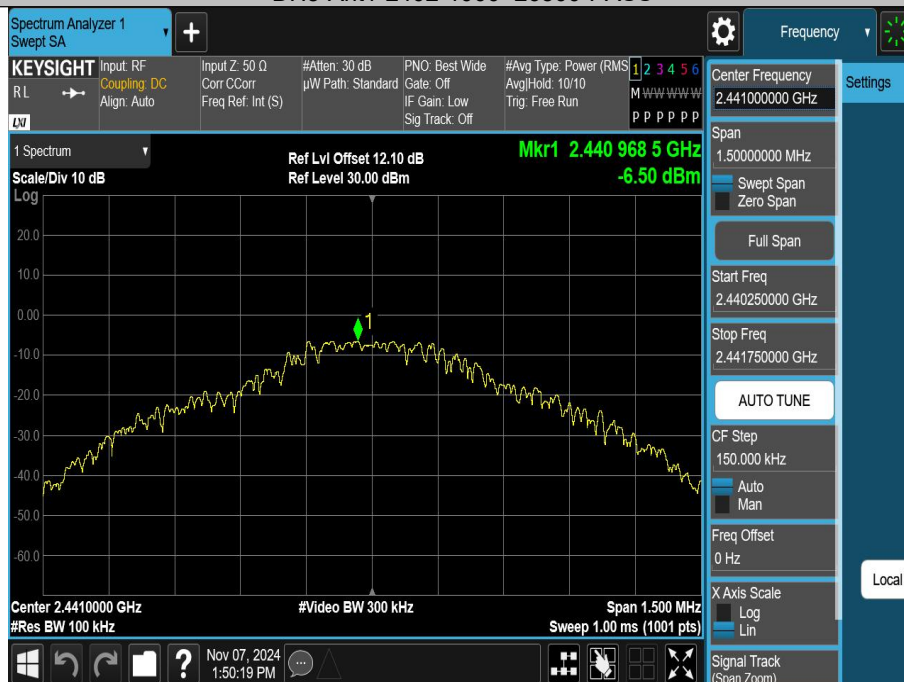 Spectrum Analyzer 1
Swept SA
Frequency
KEYSIGHT
RL
LXI
Input: RF
Coupling: DC
Align: Auto
Input Z: 50 Ω
Corr CCorr
Freq Ref: Int (S)
#Atten: 30 dB
µW Path: Standard
PNO: Best Wide
Gate: Off
IF Gain: Low
Sig Track: Off
#Avg Type: Power (RMS
Avg|Hold: 10/10
Trig: Free Run
1 2 3 4 5 6
M W W W W W
P P P P P P
Center Frequency
2.441000000 GHz
Settings
Span
1.50000000 MHz
Swept Span
Zero Span
Full Span
Start Freq
2.440250000 GHz
Stop Freq
2.441750000 GHz
AUTO TUNE
CF Step
150.000 kHz
Auto
Man
Freq Offset
0 Hz
Local
X Axis Scale
Log
Lin
Signal Track
(Span Zoom)
1 Spectrum
Scale/Div 10 dB
Log
Ref Lvl Offset 12.10 dB
Ref Level 30.00 dBm
Mkr1 2.440 968 5 GHz
-6.50 dBm
20.0
10.0
0.00
-10.0
-20.0
-30.0
-40.0
-50.0
-60.0
1
Center 2.4410000 GHz
#Res BW 100 kHz
#Video BW 300 kHz
Span 1.500 MHz
Sweep 1.00 ms (1001 pts)
?
Nov 07, 2024
1:50:19 PM